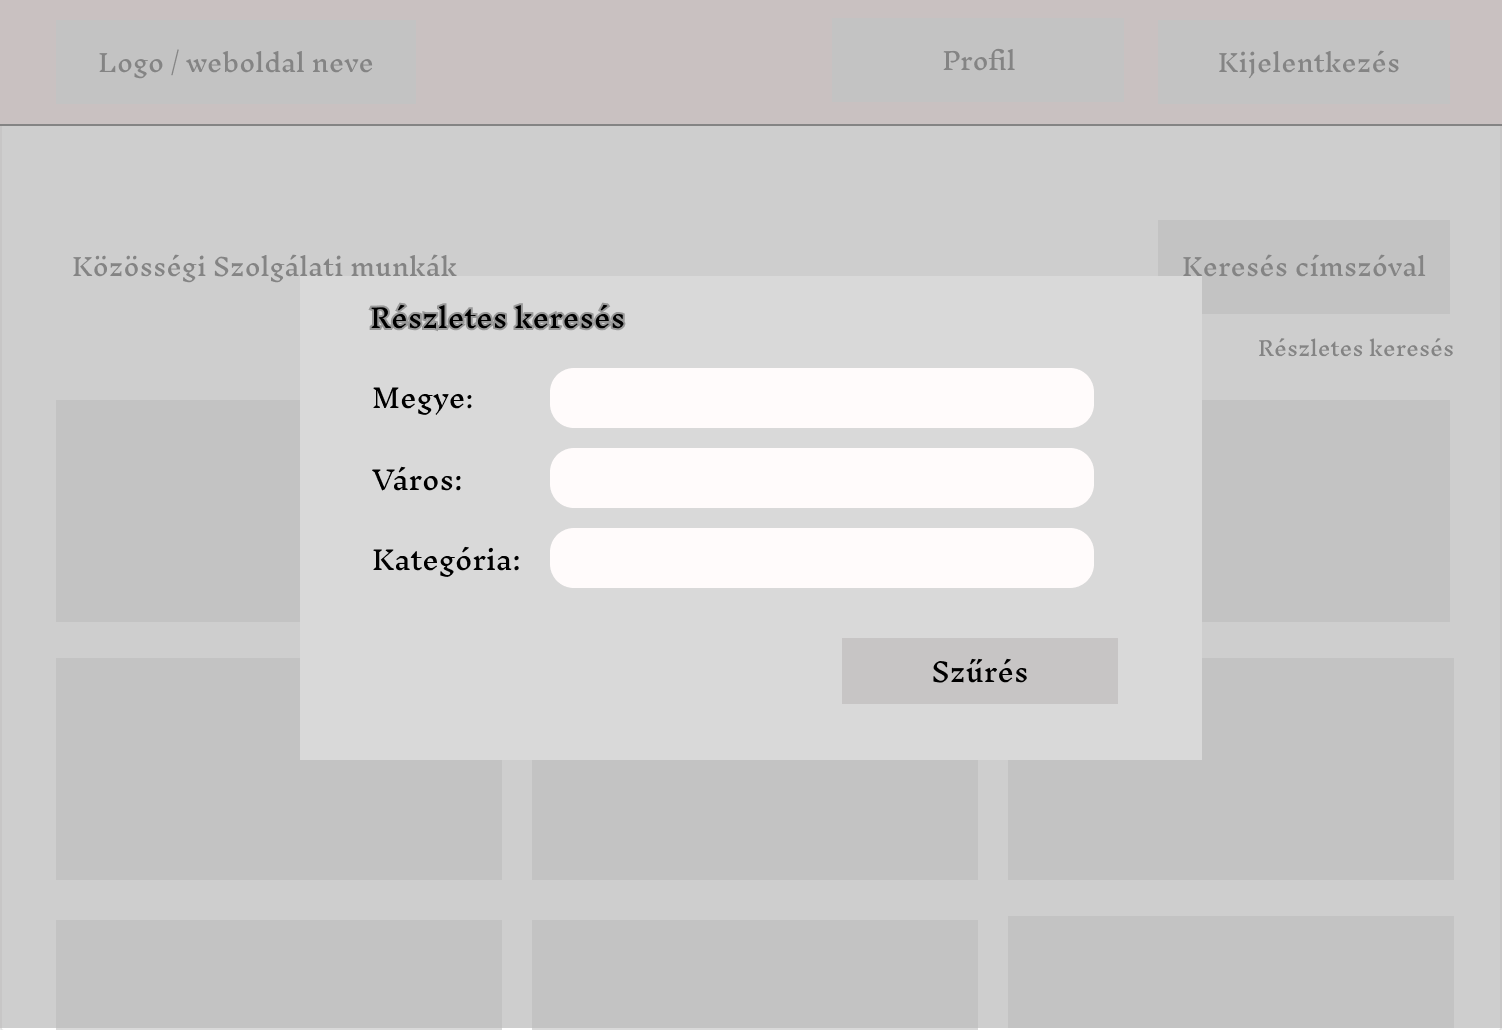 Logo / weboldal neve
Profil
Kijelentkezés
Közösségi Szolgálati munkák
Keresés címszóval
Részletes keresés
Részletes keresés
Megye:
Város:
Kategória:
Szűrés